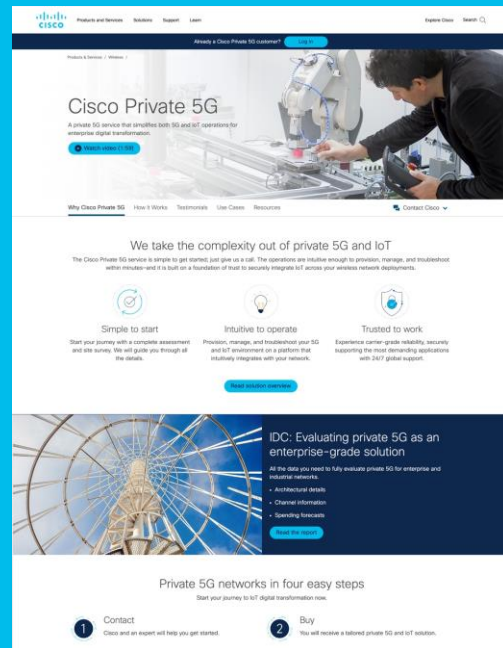 CISCO
Products and Services Solutions Support Learn
Explore Cisco Search
Already a Cisco Private 5G customer? Log in
Products & Services / Wireless /
Cisco Private 5G
A private 5G service that simplifies both 5G and IoT operations for
enterprise digital transformation.
Watch video (1:59)
Why Cisco Private 5G How it Works Testimonials Use Cases Resources
Contact Cisco
We take the complexity out of private 5G and IoT
The Cisco Private 5G service is simple to get started; just give us a call. The operations are intuitive enough to provision, manage, and troubleshoot
within minutes—and it is built on a foundation of trust to securely integrate IoT across your wireless network deployments.
Simple to start
Start your journey with a complete assessment
and site survey. We will guide you through all
the details.
Intuitive to operate
Provision, manage, and troubleshoot your 5G
and IoT environment on a platform that
intuitively integrates with your network.
Trusted to work
Experience carrier-grade reliability, securely
supporting the most demanding applications
with 24/7 global support.
Read solution overview
IDC: Evaluating private 5G as an
enterprise-grade solution
All the data you need to fully evaluate private 5G for enterprise and
industrial networks.
• Architectural details
• Channel information
• Spending forecasts
Read the report
Private 5G networks in four easy steps
Start your journey to IoT digital transformation now.
1
Contact
Cisco and an expert will help you get started.
2
Buy
You will receive a tailored private 5G and IoT solution.